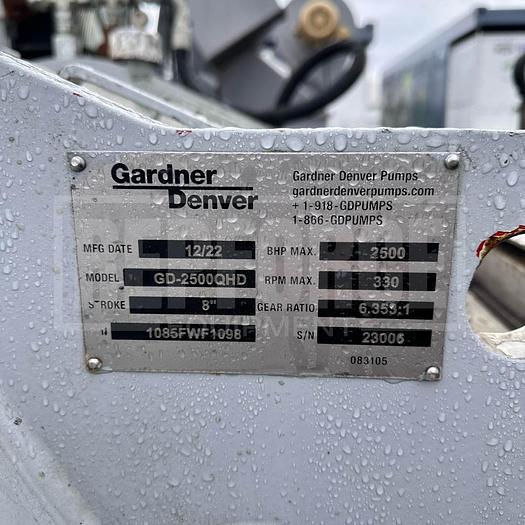 Gardner
Denver
Gardner Denver Pumps
gardnerdenverpumps.com
+ 1-918-GDPUMPS
1-866-GDPUMPS
MFG DATE 12/22 BHP MAX. 2500
MODEL GD-2500QHD RPM MAX. 330
STROKE 8" GEAR RATIO 6.353:1
1085FWF1098 S/N 23006
083105